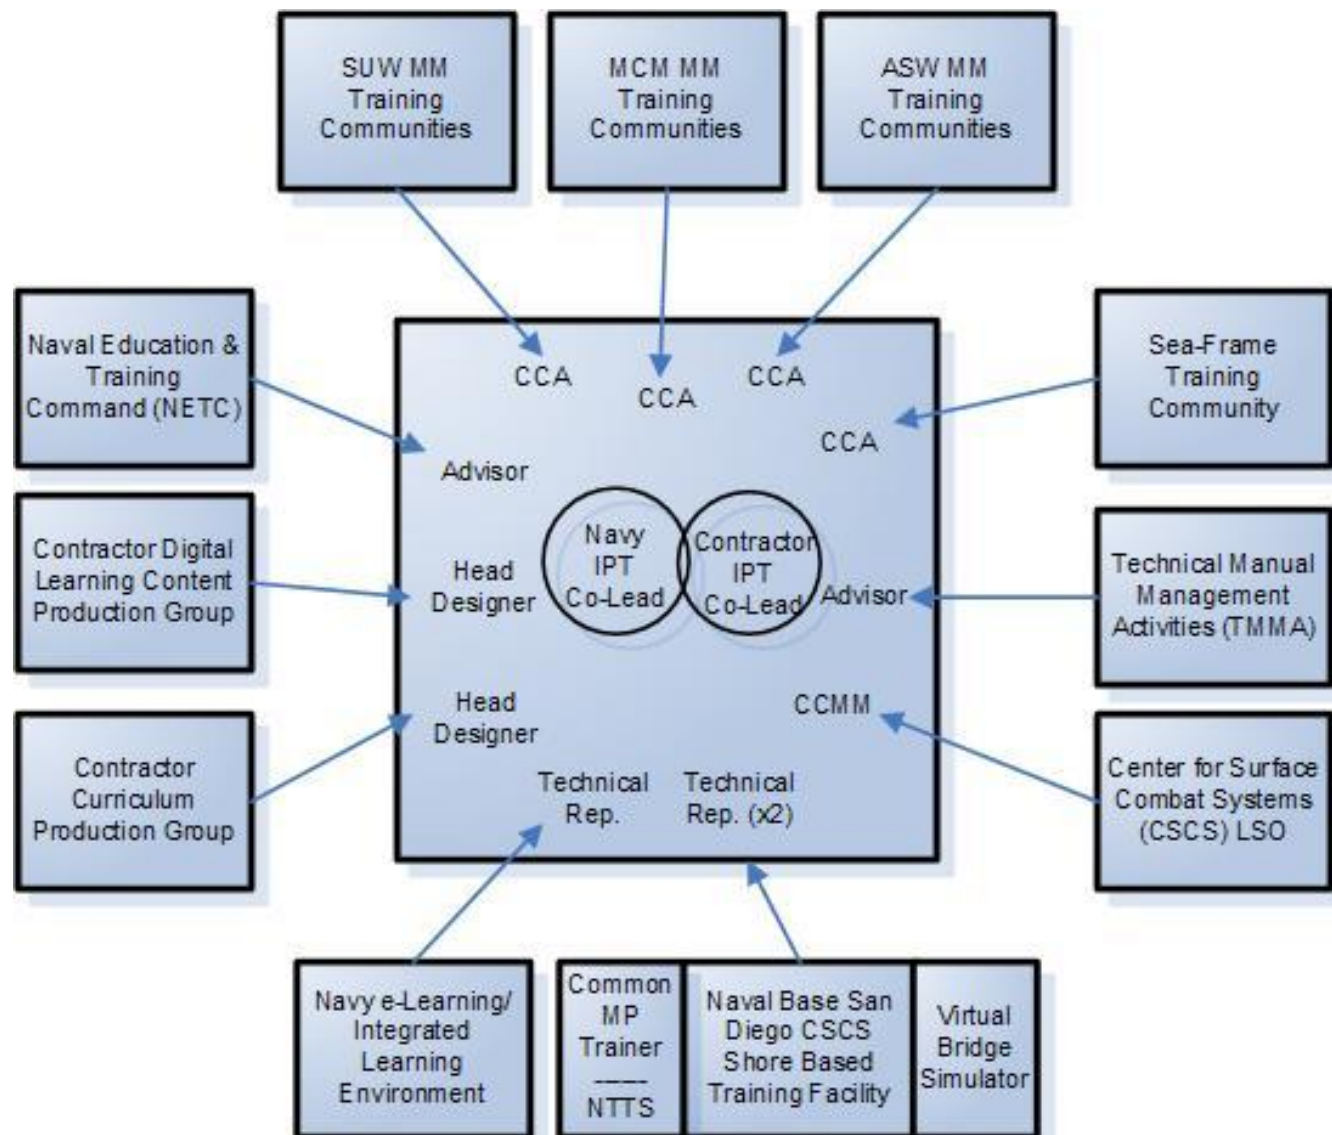 SUW MM
Training
Communities
MCM MM
Training
Communities
ASW MM
Training
Communities
Naval Education &
Training
Command (NETC)
Sea-Frame
Training
Community
CCA
CCA
CCA
CCA
Advisor
Contractor Digital
Learning Content
Production Group
Head
Designer
Navy
IPT
Co-Lead
Contractor
IPT
Co-Lead
Advisor
Technical Manual
Management
Activities (TMMA)
Contractor
Curriculum
Production Group
Head
Designer
CCMM
Center for Surface
Combat Systems
(CSCS) LSO
Technical
Rep.
Technical
Rep. (x2)
Navy e-Learning/
Integrated
Learning
Environment
Common
MP
Trainer
----
NTTS
Naval Base San
Diego CSCS
Shore Based
Training Facility
Virtual
Bridge
Simulator